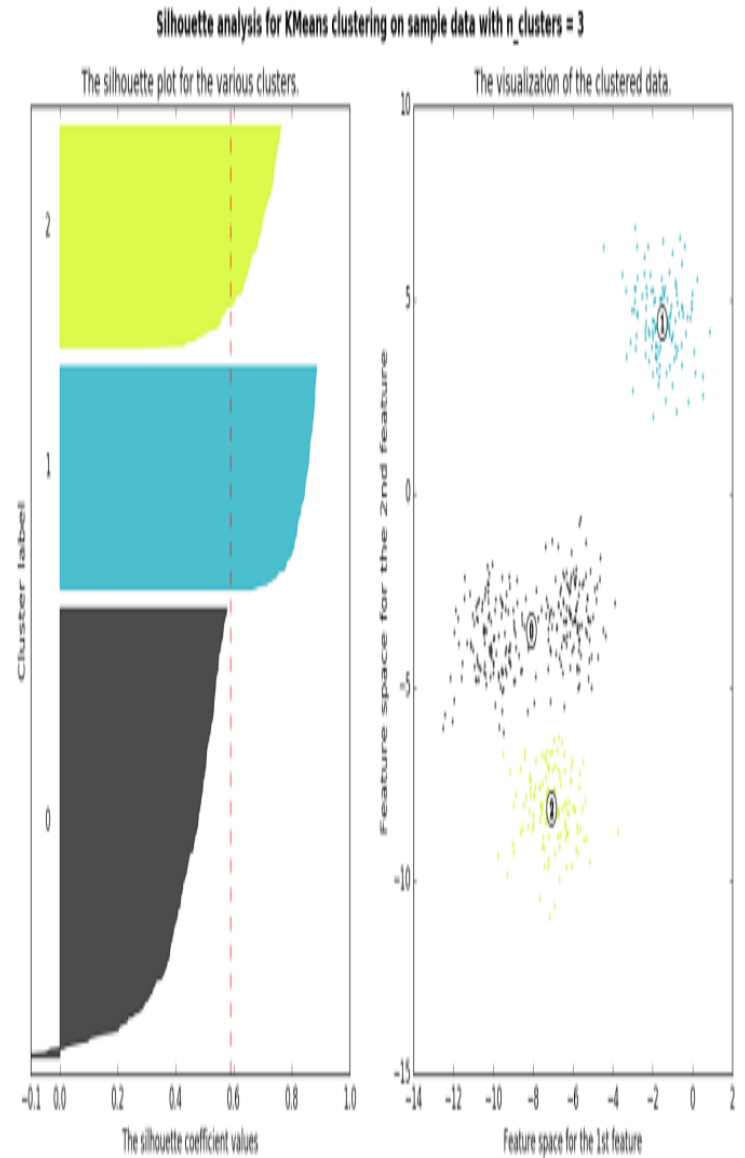 Silhouette analysis for KMeans clustering on sample data with n_clusters = 3
The silhouette plot for the various clusters.
2
1
0
Cluster label
−0.1 0.0 0.2 0.4 0.6 0.8 1.0
The silhouette coefficient values
The visualization of the clustered data.
10
5
0
−5
−10
−15
Feature space for the 2nd feature
1
0
2
−14 −12 −10 −8 −6 −4 −2 0 2
Feature space for the 1st feature